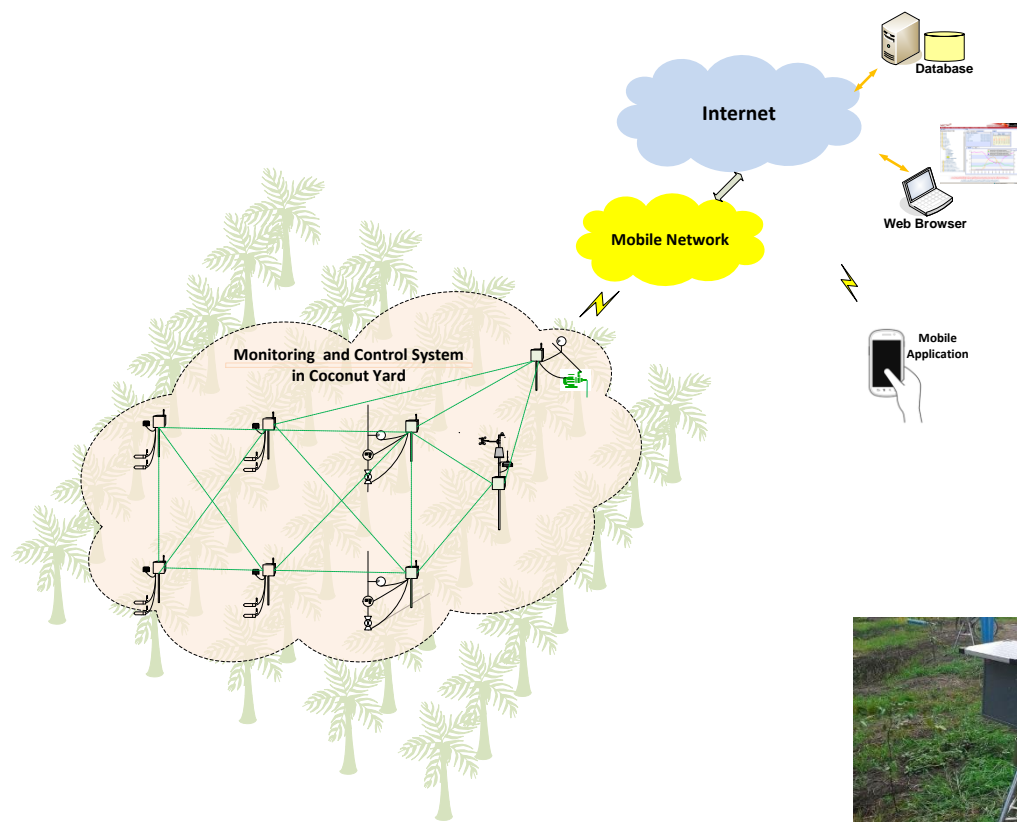 Database
Internet
Web Browser
Mobile Network
Mobile
Application
Monitoring and Control System
in Coconut Yard